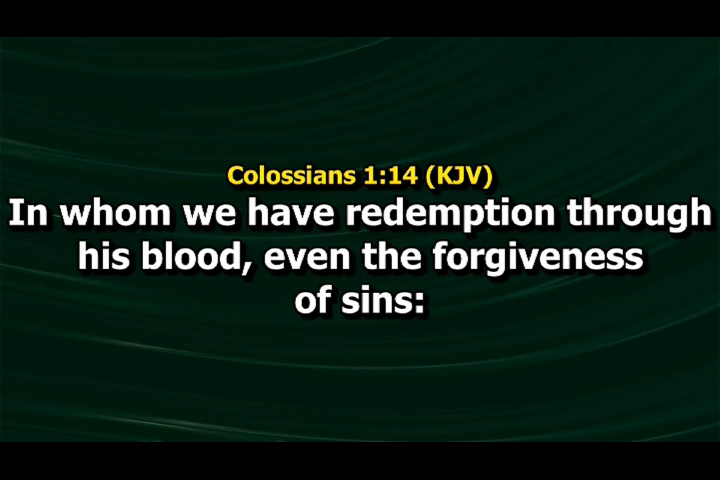 Colossians 1:14 (KJV)
In whom we have redemption through
his blood, even the forgiveness
of sins: